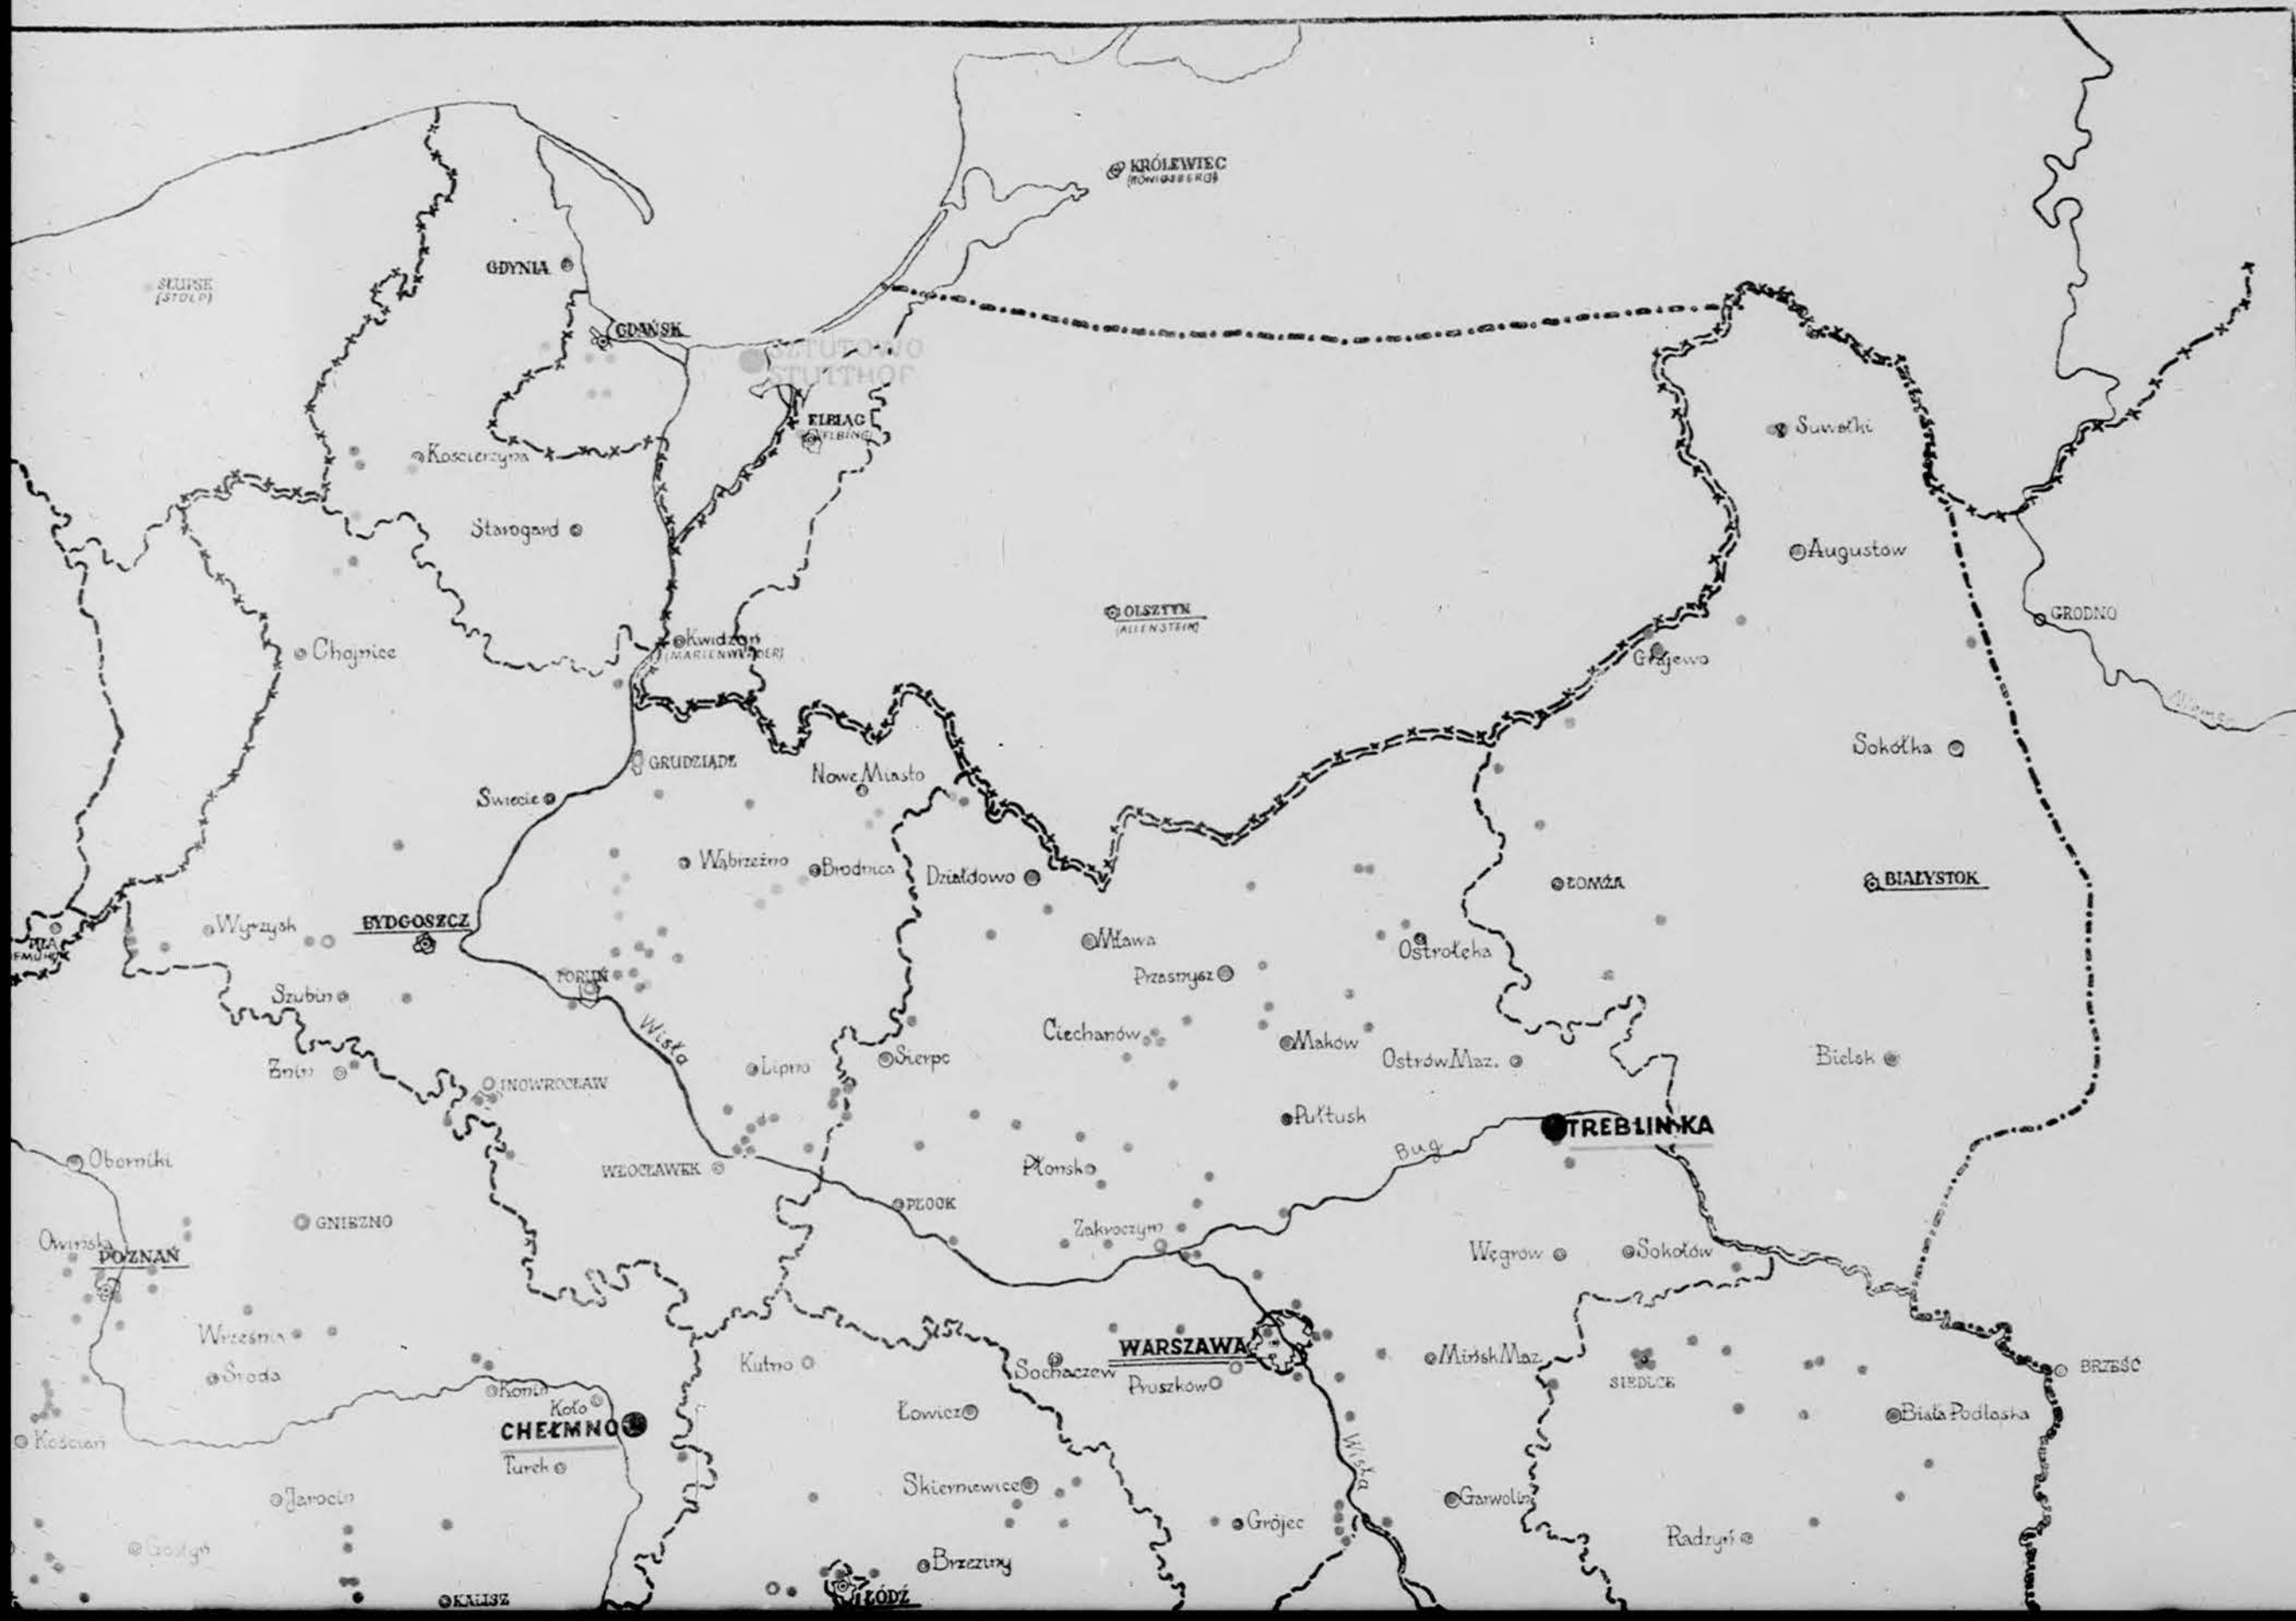 KRÓLEWIEC
(KÖNIGSBERG)
GDYNIA
SŁUPSK
(STOLP)
GDAŃSK
SZTUTOWO
STUTTHOF
ELBLĄG
(ELBING)
Suwałki
Kościerzyna
Starogard
Augustów
OLSZTYN
(ALLENSTEIN)
GRODNO
Kwidzyń
(MARIENWERDER)
Chojnice
Grajewo
Niemen
Sokółka
GRUDZIĄDZ
Nowe Miasto
Świecie
Wąbrzeźno
Brodnica
Działdowo
ŁOMŻA
BIAŁYSTOK
Wyrzysk
BYDGOSZCZ
PIŁA
Mława
Ostrołęka
TORUŃ
Przasnysz
Szubin
Wisła
Ciechanów
Maków
Ostrów Maz.
Bielsk
Żnin
Lipno
Sierpc
INOWROCŁAW
Pułtusk
TREBLINKA
Bug
Oborniki
WŁOCŁAWEK
Płońsk
PŁOCK
GNIEZNO
Zakroczym
Owińska
POZNAŃ
Węgrów
Sokołów
Września
WARSZAWA
Mińsk Maz.
BRZEŚĆ
Środa
Kutno
Sochaczew
Pruszków
SIEDLCE
Konin
Koło
CHEŁMNO
Łowicz
Biała Podlaska
Kościan
Turek
Wisła
Jarocin
Skierniewice
Garwolin
Grójec
Radzyń
Gostyń
Brzeziny
KALISZ
ŁÓDŹ